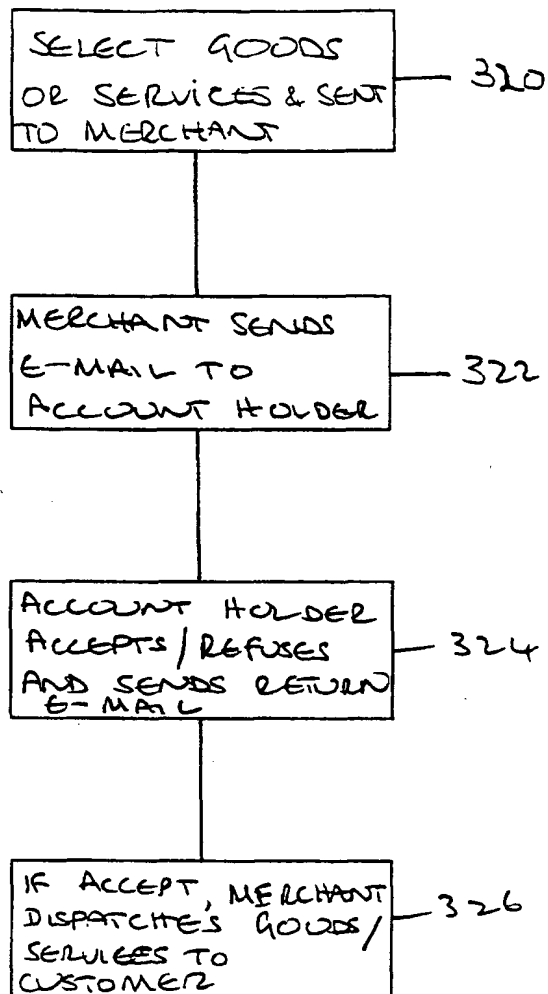 SELECT GOODS
OR SERVICES & SENT
TO MERCHANT
320
MERCHANT SENDS
E-MAIL TO
ACCOUNT HOLDER
322
ACCOUNT HOLDER
ACCEPTS/REFUSES
AND SENDS RETURN
E-MAIL
324
IF ACCEPT, MERCHANT
DISPATCHES GOODS/
SERVICES TO
CUSTOMER
326